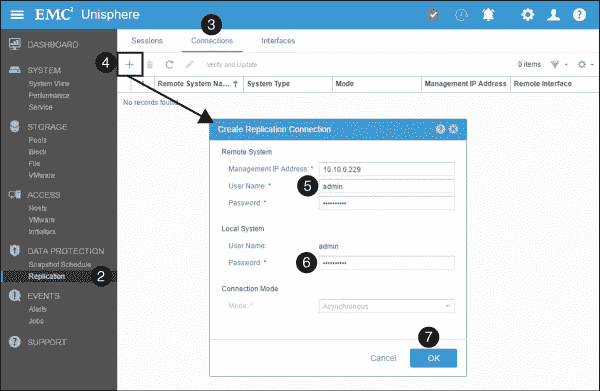 EMC² Unisphere
DASHBOARD
SYSTEM
System View
Performance
Service
STORAGE
Pools
Block
File
VMware
ACCESS
Hosts
VMware
Initiators
DATA PROTECTION
Snapshot Schedule
Replication
2
EVENTS
Alerts
Jobs
SUPPORT
3
Sessions Connections Interfaces
4
Verify and Update 0 items
! Remote System Na... ↑ System Type Mode Management IP Address Remote Interface
No records found
Create Replication Connection
Remote System
Management IP Address: * 10.10.0.229
User Name: * 5 admin
Password: * ••••••••••
Local System
User Name: admin
Password: * 6 ••••••••••
Connection Mode
Mode: * Asynchronous
7
Cancel OK